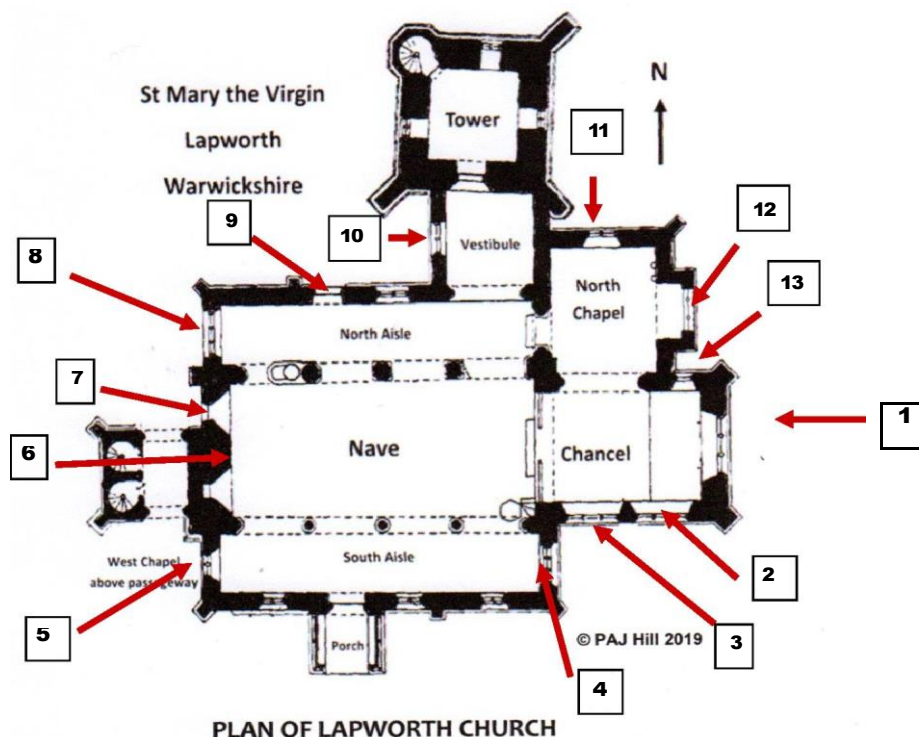 St Mary the Virgin
Lapworth
Warwickshire
Tower
N
11
12
9
10
Vestibule
8
North
Chapel
13
North Aisle
7
1
6
Nave
Chancel
West Chapel
above passageway
South Aisle
2
5
Porch
© PAJ Hill 2019
3
4
PLAN OF LAPWORTH CHURCH